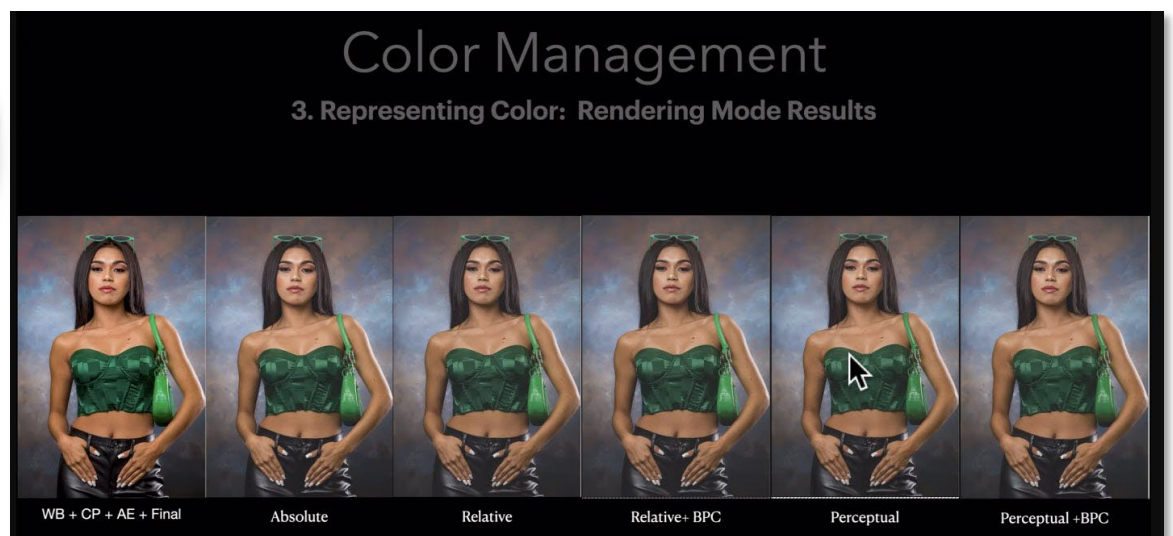 Color Management
3. Representing Color: Rendering Mode Results
WB + CP + AE + Final
Absolute
Relative
Relative+ BPC
Perceptual
Perceptual +BPC